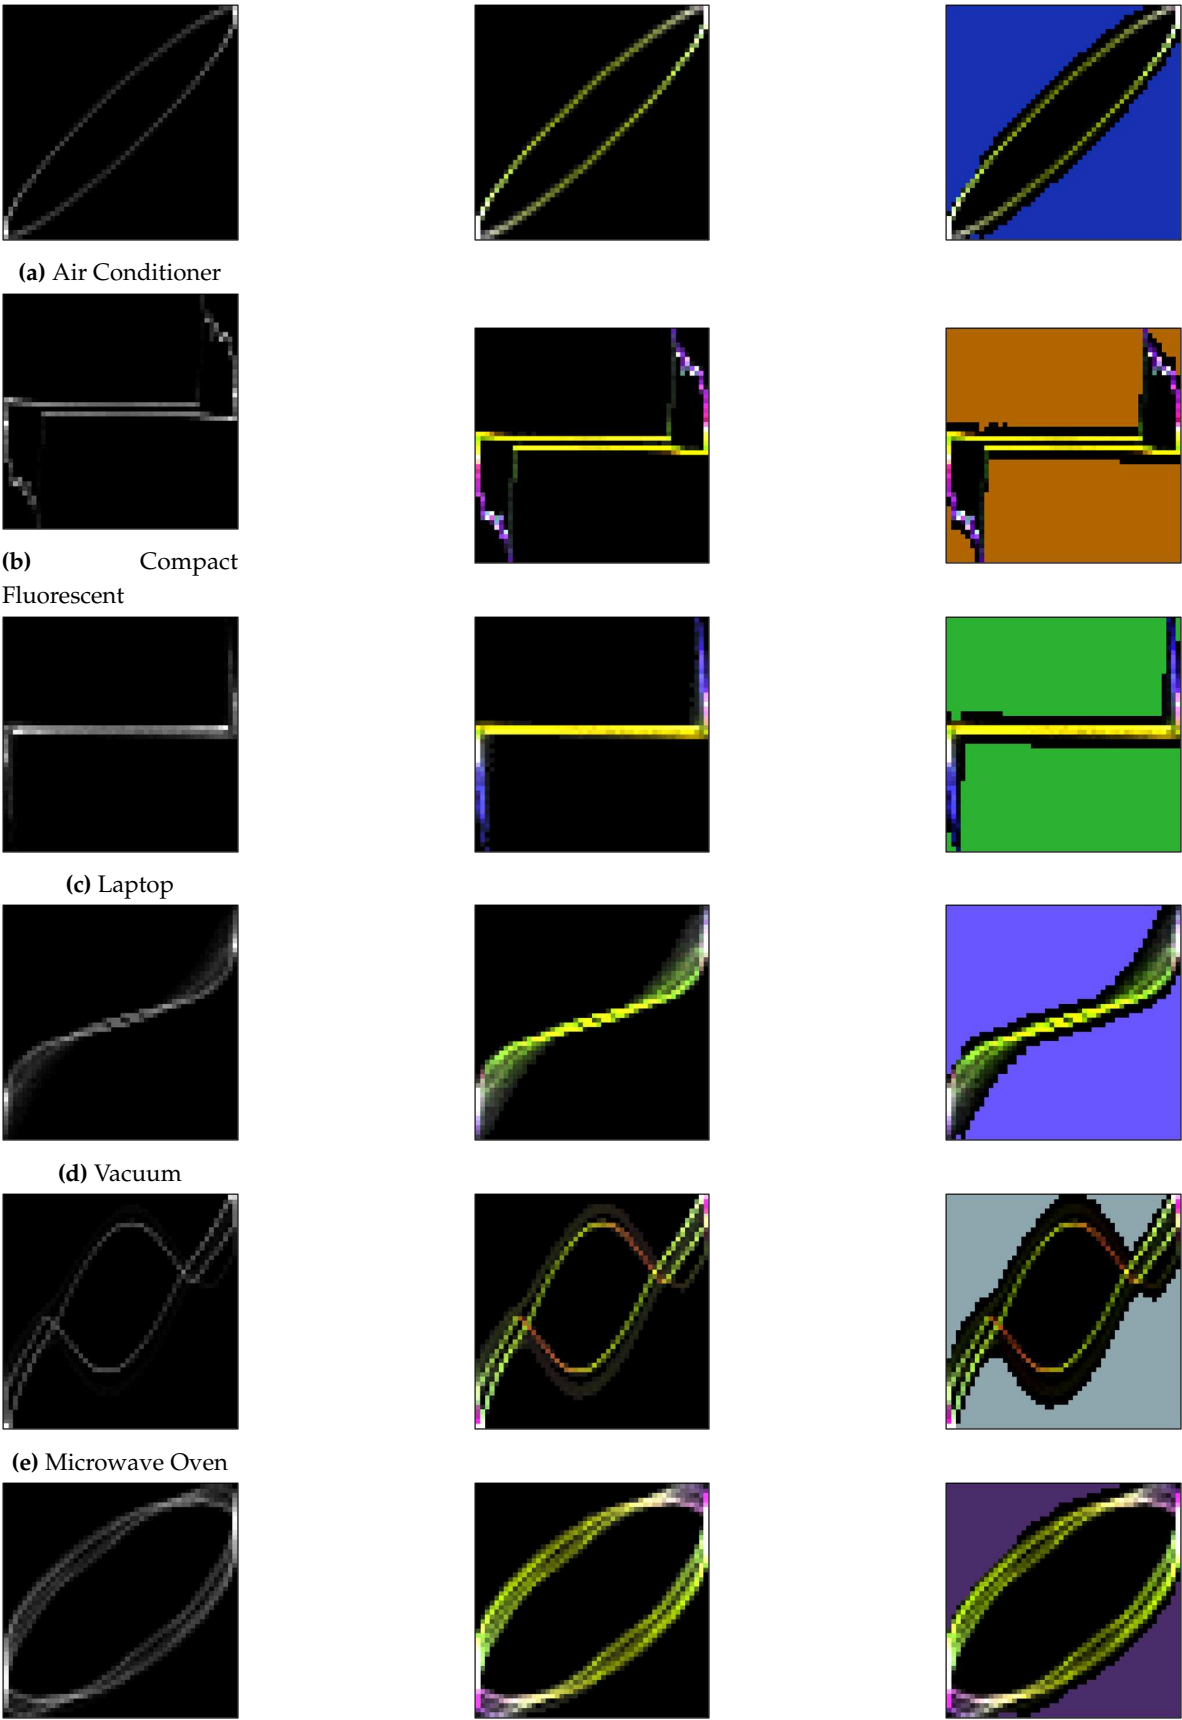 (a) Air Conditioner
(b) Compact
Fluorescent
(c) Laptop
(d) Vacuum
(e) Microwave Oven